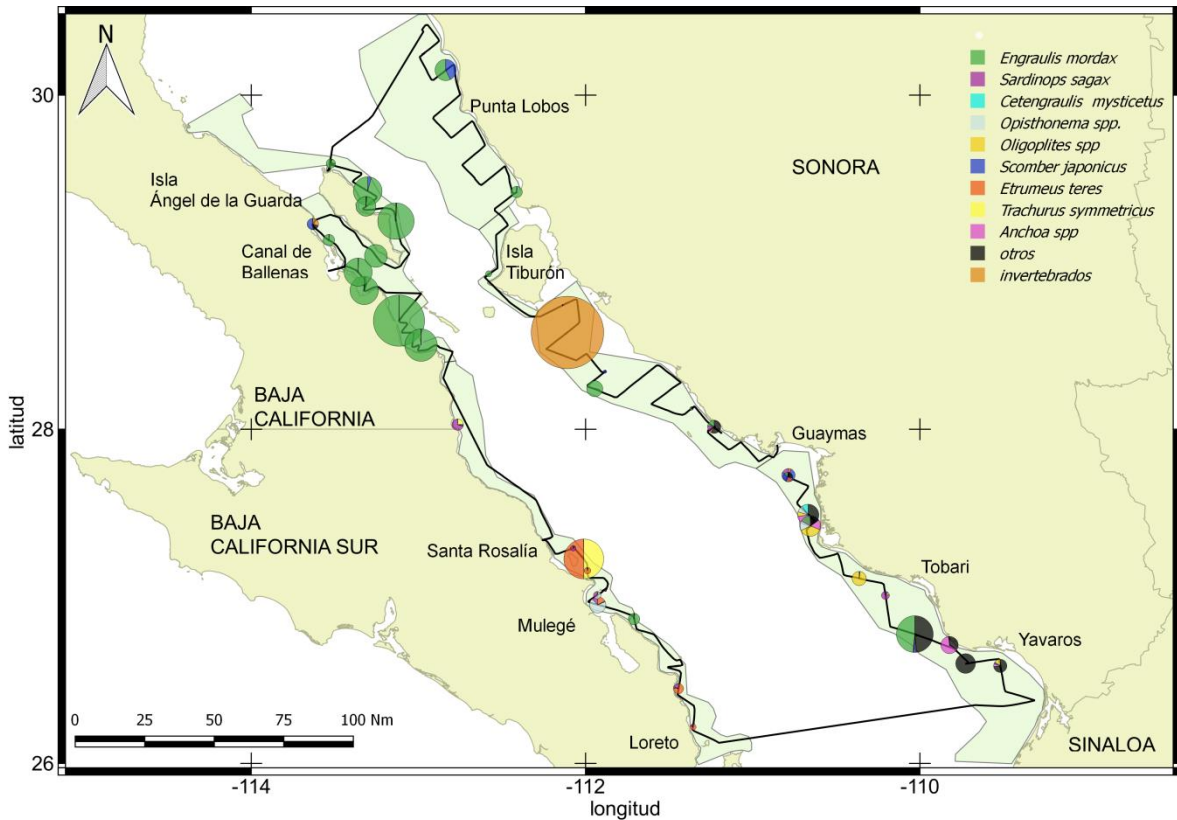 N
30
28
26
latitud
-114
-112
-110
longitud
Punta Lobos
SONORA
Isla
Ángel de la Guarda
Canal de
Ballenas
Isla
Tiburón
BAJA
CALIFORNIA
Guaymas
BAJA
CALIFORNIA SUR
Santa Rosalía
Tobari
Mulegé
Yavaros
Loreto
SINALOA
0 25 50 75 100 Nm
Engraulis mordax
Sardinops sagax
Cetengraulis mysticetus
Opisthonema spp.
Oligoplites spp
Scomber japonicus
Etrumeus teres
Trachurus symmetricus
Anchoa spp
otros
invertebrados